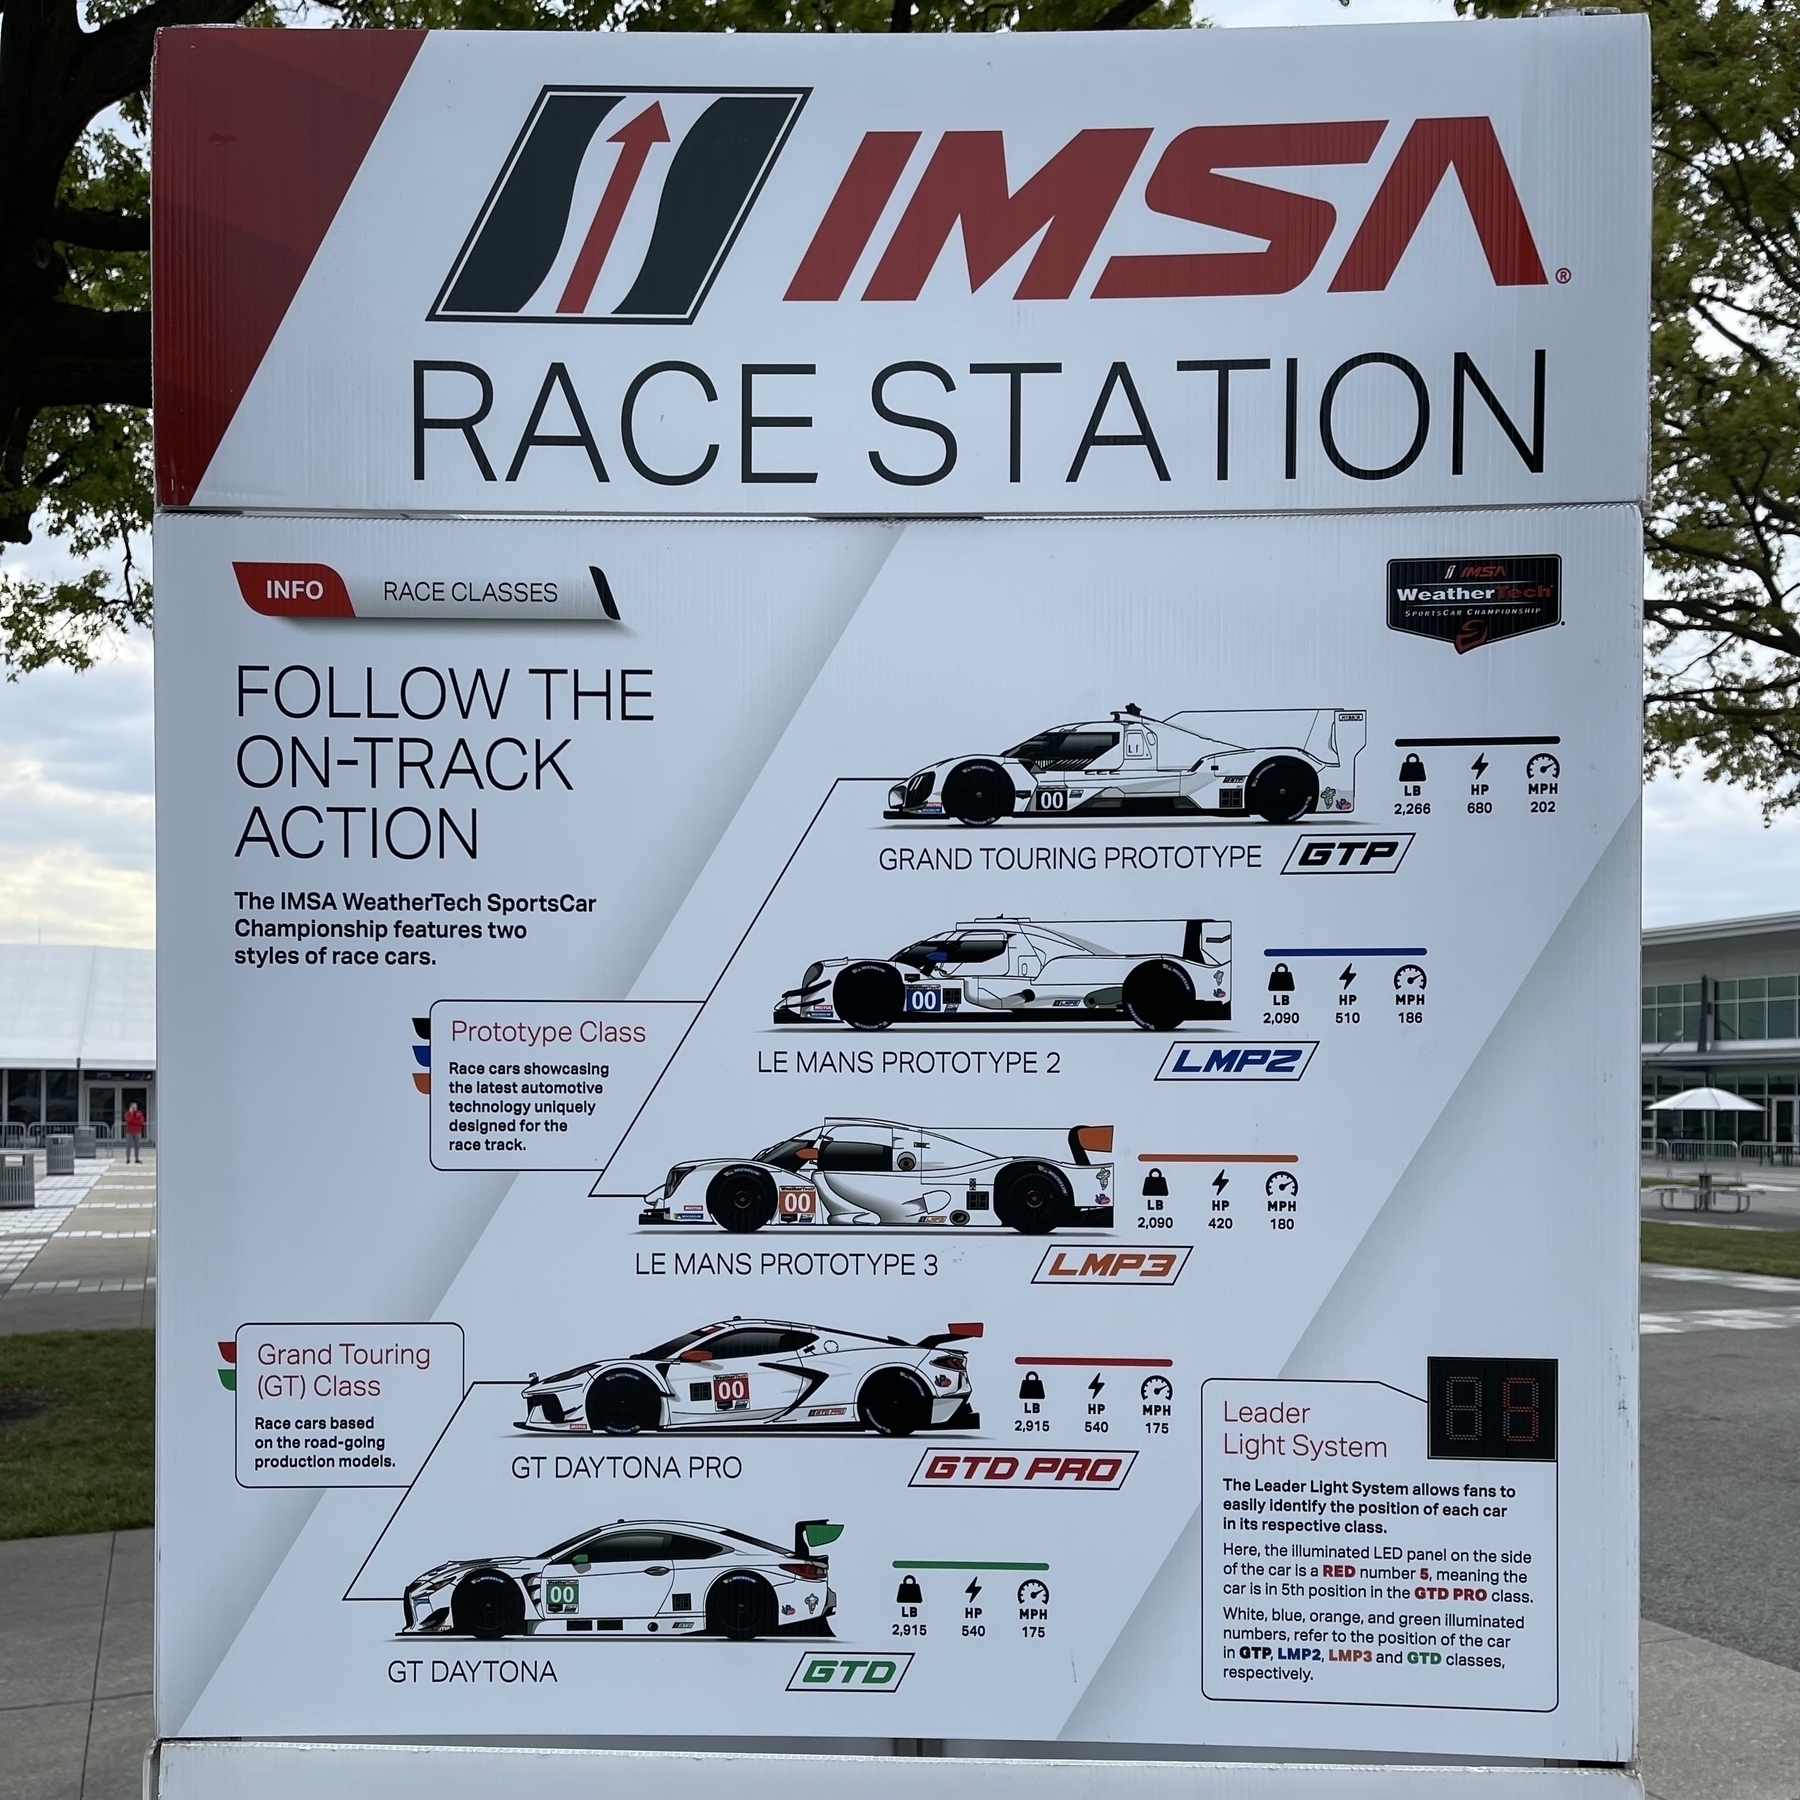 IMSA®
RACE STATION
INFO RACE CLASSES
IMSA
WeatherTech
SPORTSCAR CHAMPIONSHIP
FOLLOW THE
ON-TRACK
ACTION
The IMSA WeatherTech SportsCar
Championship features two
styles of race cars.
00
LB HP MPH
2,266 680 202
GRAND TOURING PROTOTYPE GTP
00
LB HP MPH
2,090 510 186
LE MANS PROTOTYPE 2 LMP2
Prototype Class
Race cars showcasing
the latest automotive
technology uniquely
designed for the
race track.
00
LB HP MPH
2,090 420 180
LE MANS PROTOTYPE 3 LMP3
Grand Touring
(GT) Class
Race cars based
on the road-going
production models.
00
LB HP MPH
2,915 540 175
GT DAYTONA PRO GTD PRO
00
LB HP MPH
2,915 540 175
GT DAYTONA GTD
5
Leader
Light System
The Leader Light System allows fans to
easily identify the position of each car
in its respective class.
Here, the illuminated LED panel on the side
of the car is a RED number 5, meaning the
car is in 5th position in the GTD PRO class.
White, blue, orange, and green illuminated
numbers, refer to the position of the car
in GTP, LMP2, LMP3 and GTD classes,
respectively.